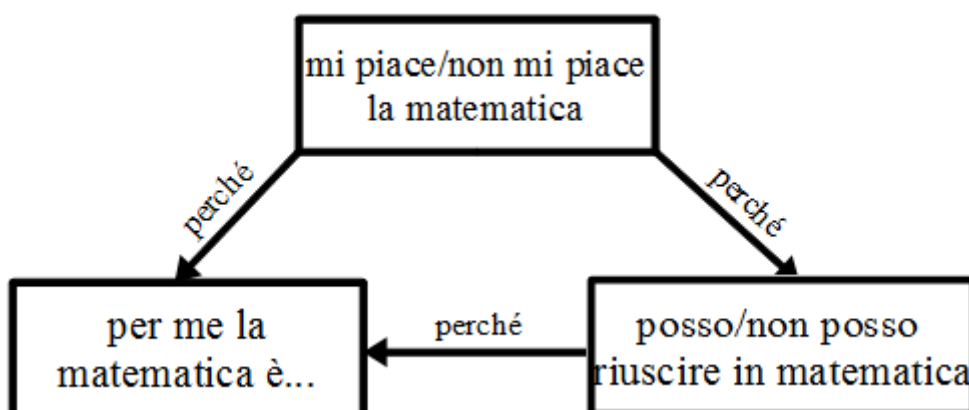 mi piace/non mi piace
la matematica
perché
perché
per me la
matematica è...
perché
posso/non posso
riuscire in matematica